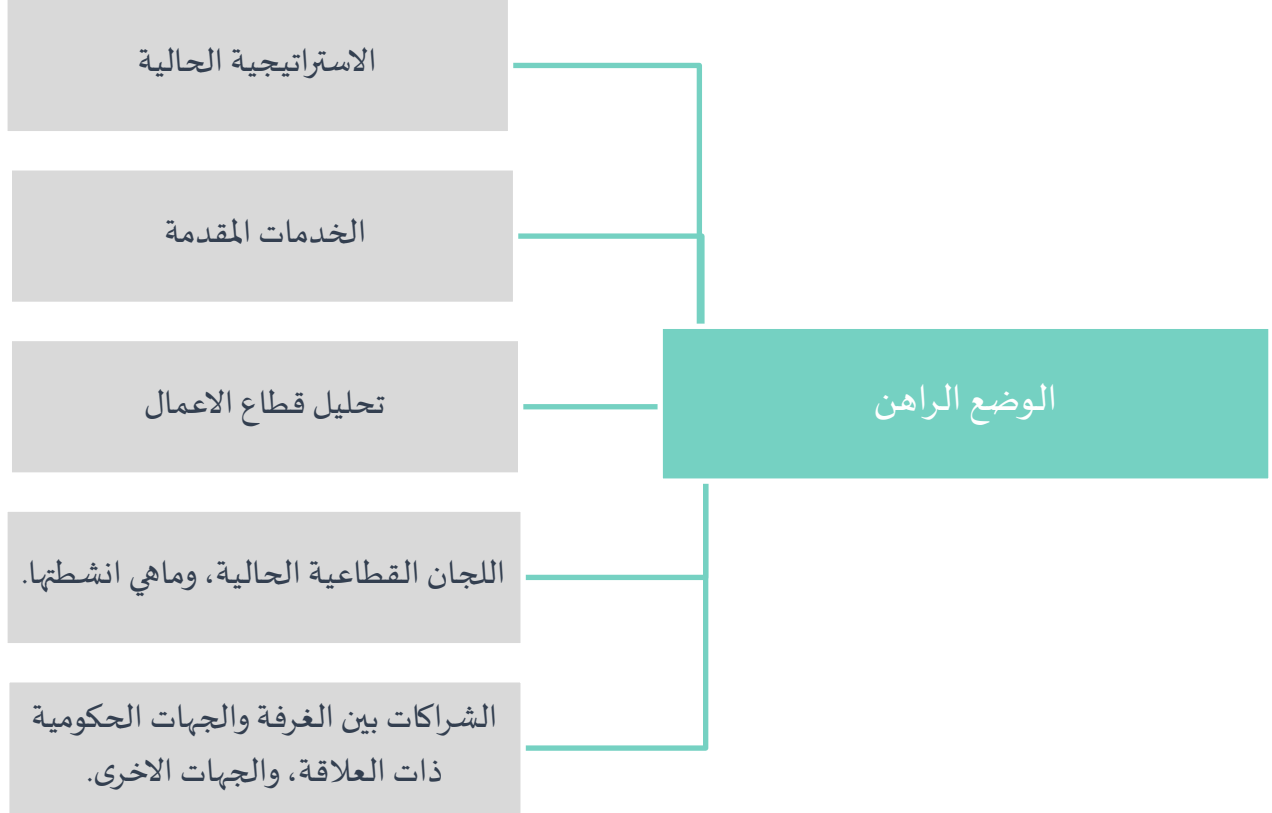 الوضع الراهن
الاستراتيجية الحالية
الخدمات المقدمة
تحليل قطاع الاعمال
اللجان القطاعية الحالية، وماهي انشطتها.
الشراكات بين الغرفة والجهات الحكومية
ذات العلاقة، والجهات الاخرى.